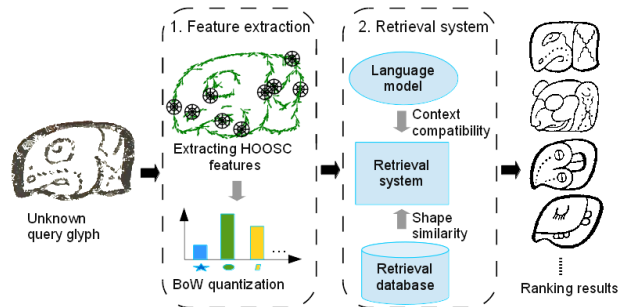 1. Feature extraction
Extracting HOOSC
features
BoW quantization
...
Unknown
query glyph
2. Retrieval system
Language
model
Context
compatibility
Retrieval
system
Shape
similarity
Retrieval
database
Ranking results